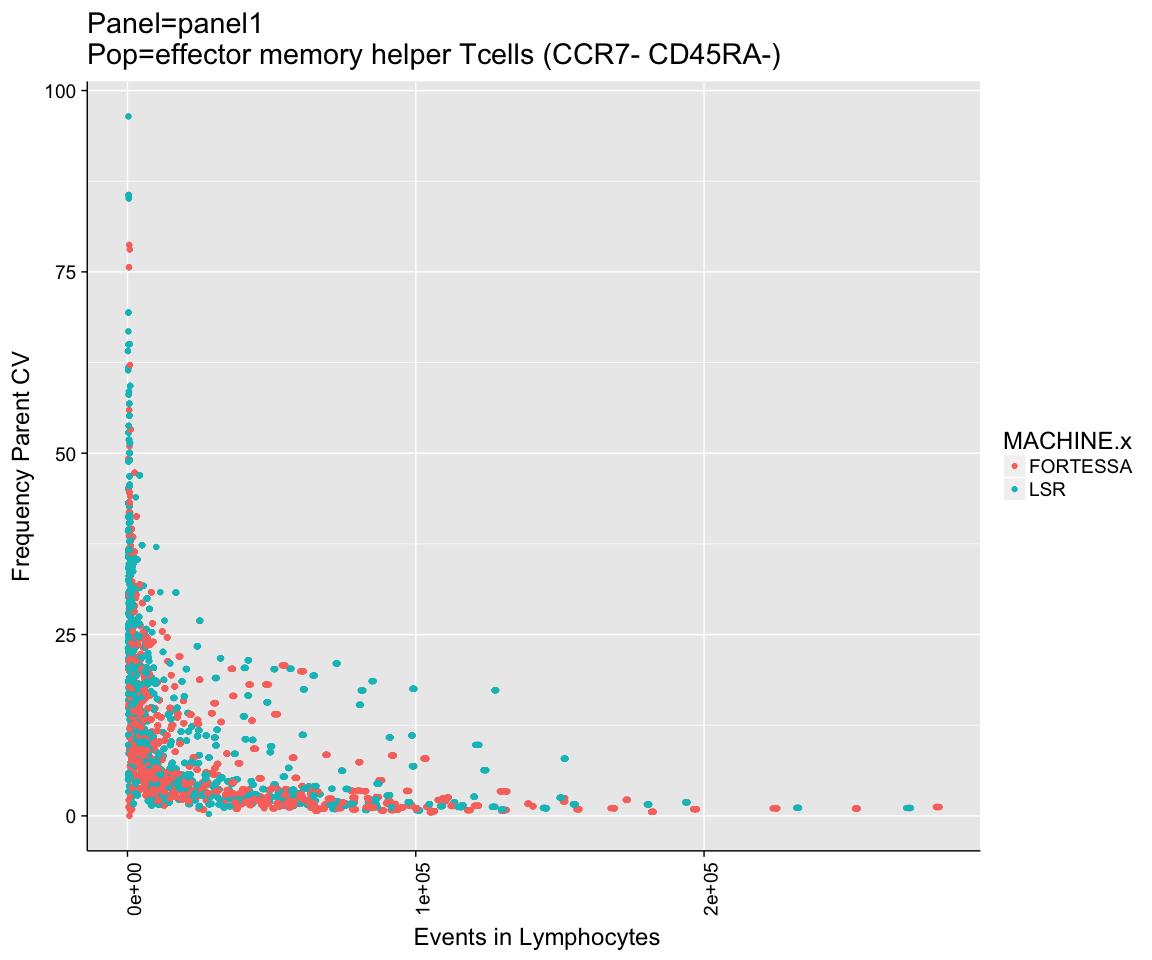 Panel=panel1
Pop=effector memory helper Tcells (CCR7- CD45RA-)
100
75
50
25
0
Frequency Parent CV
0e+00
1e+05
2e+05
Events in Lymphocytes
MACHINE.x
FORTESSA
LSR